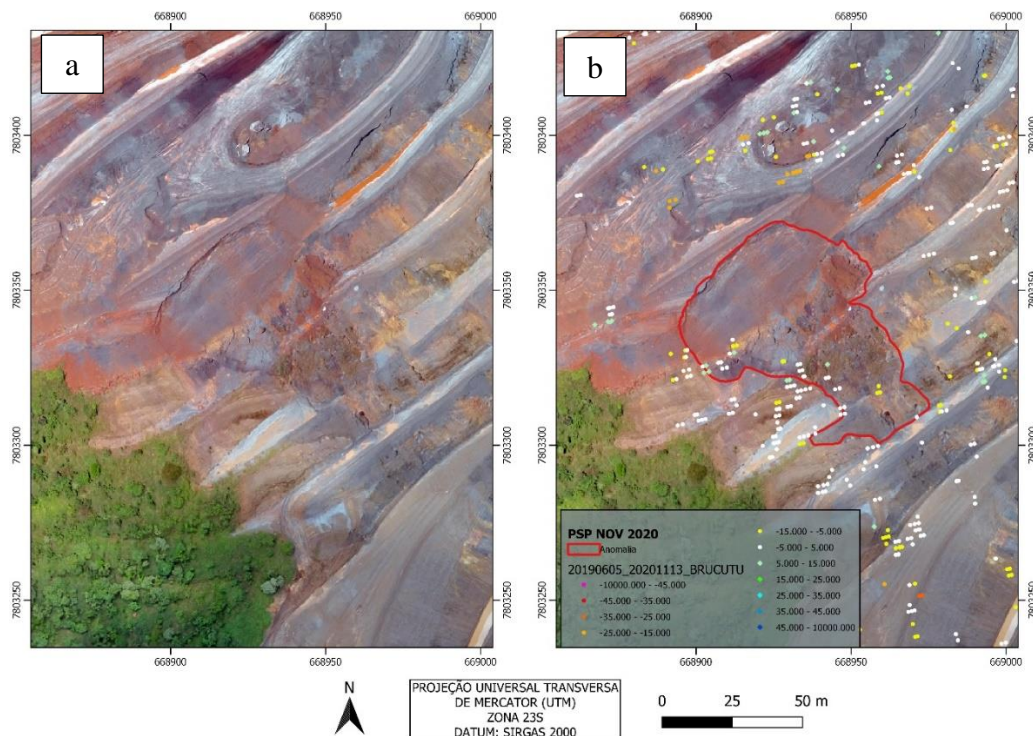 668900 668950 669000
668900 668950 669000
a
b
7803400
7803350
7803300
7803250
7803400
7803350
7803300
7803250
7803400
7803350
7803300
7803250
7803400
7803350
7803300
7803250
PSP NOV 2020
Anomalia
20190605_20201113_BRUCUTU
-10000.000 - -45.000
-45.000 - -35.000
-35.000 - -25.000
-25.000 - -15.000
-15.000 - -5.000
-5.000 - 5.000
5.000 - 15.000
15.000 - 25.000
25.000 - 35.000
35.000 - 45.000
45.000 - 10000.000
668900 668950 669000
668900 668950 669000
N
PROJEÇÃO UNIVERSAL TRANSVERSA
DE MERCATOR (UTM)
ZONA 23S
DATUM: SIRGAS 2000
0 25 50 m